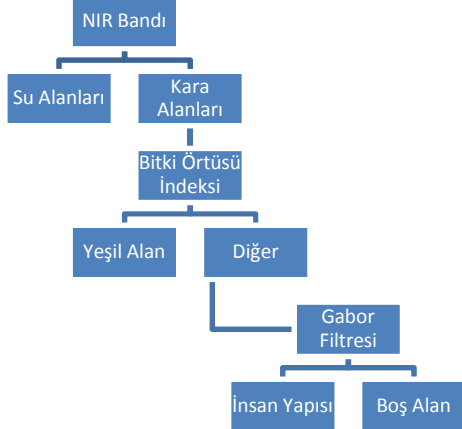 NIR Bandı
Su Alanları
Kara
Alanları
Bitki Örtüsü
İndeksi
Yeşil Alan
Diğer
Gabor
Filtresi
İnsan Yapısı
Boş Alan